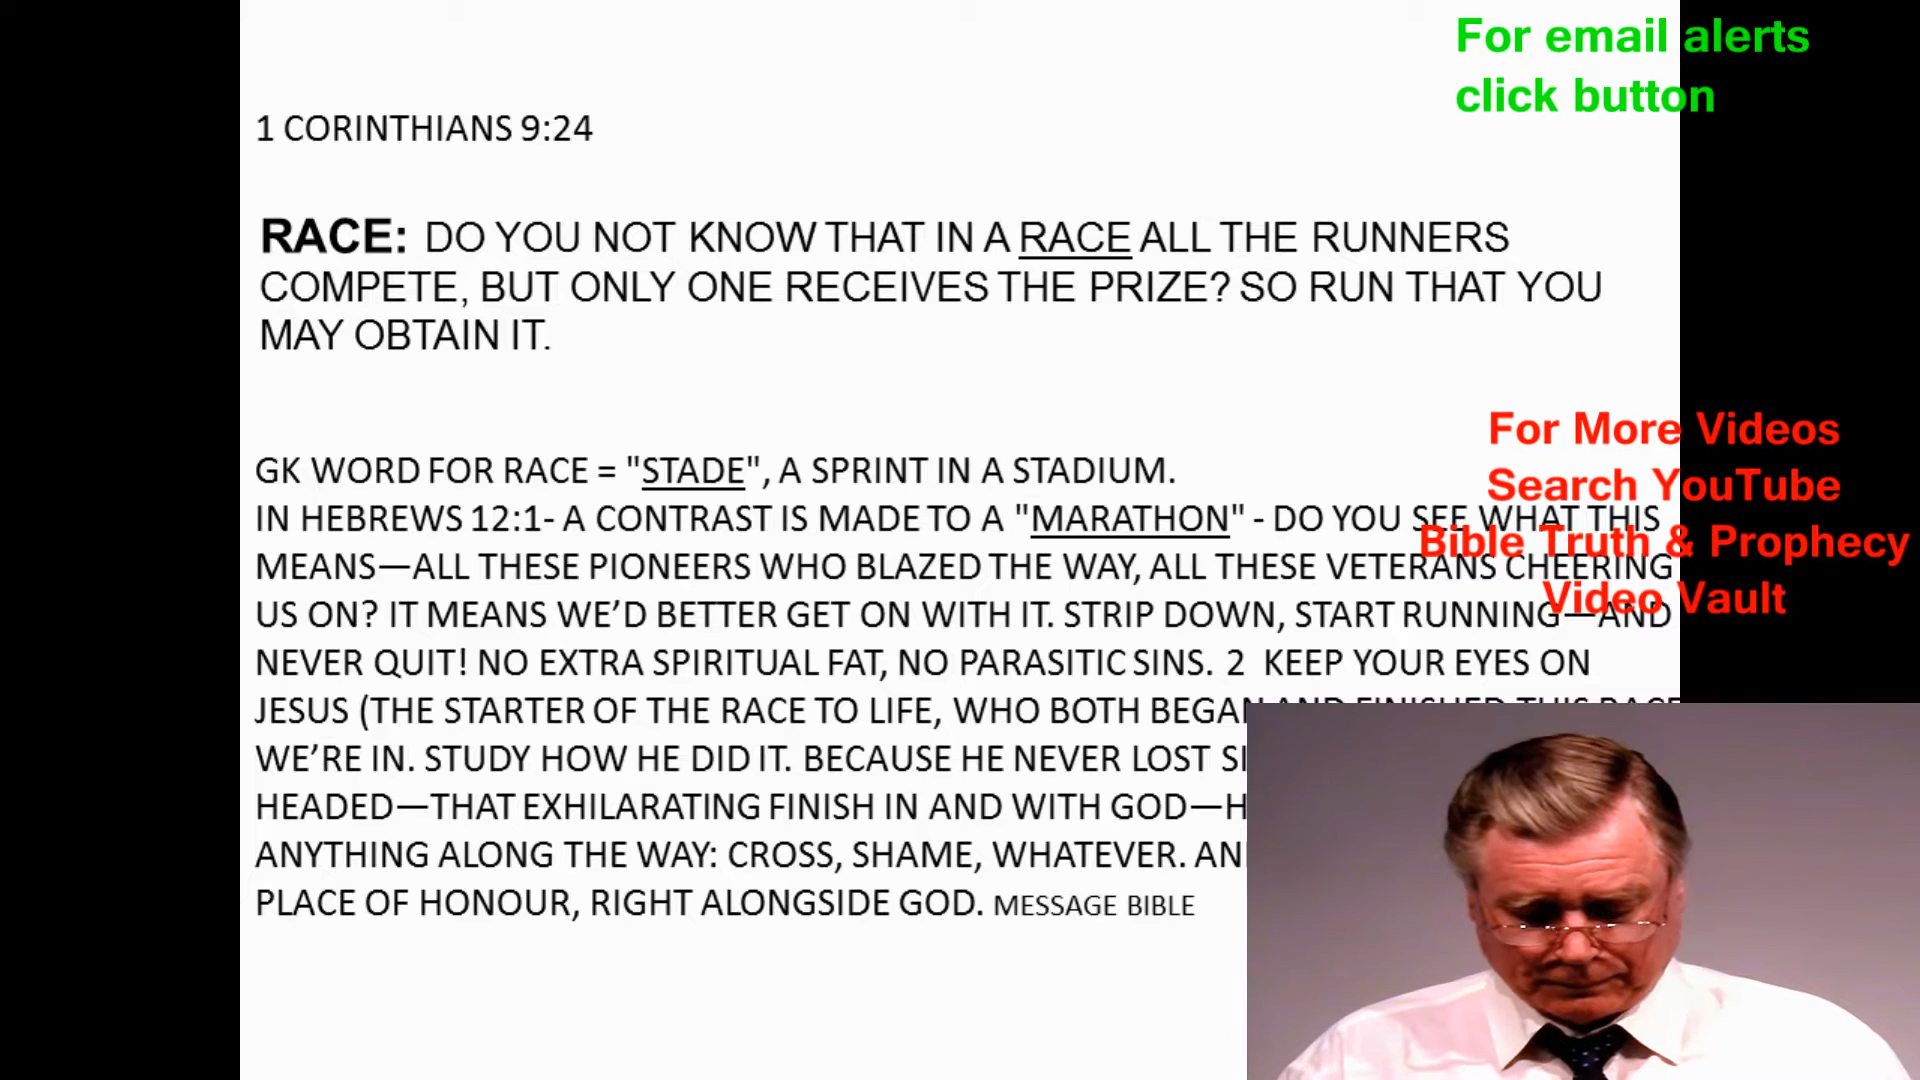 For email alerts
click button
1 CORINTHIANS 9:24
RACE: DO YOU NOT KNOW THAT IN A RACE ALL THE RUNNERS
COMPETE, BUT ONLY ONE RECEIVES THE PRIZE? SO RUN THAT YOU
MAY OBTAIN IT.
For More Videos
Search YouTube
Bible Truth & Prophecy
Video Vault
GK WORD FOR RACE = "STADE", A SPRINT IN A STADIUM.
IN HEBREWS 12:1- A CONTRAST IS MADE TO A "MARATHON" - DO YOU SEE WHAT THIS
MEANS—ALL THESE PIONEERS WHO BLAZED THE WAY, ALL THESE VETERANS CHEERING
US ON? IT MEANS WE’D BETTER GET ON WITH IT. STRIP DOWN, START RUNNING—AND
NEVER QUIT! NO EXTRA SPIRITUAL FAT, NO PARASITIC SINS. 2 KEEP YOUR EYES ON
JESUS (THE STARTER OF THE RACE TO LIFE, WHO BOTH BEGAN AND FINISHED THIS RACE
WE’RE IN. STUDY HOW HE DID IT. BECAUSE HE NEVER LOST
HEADED—THAT EXHILARATING FINISH IN AND WITH GOD—
ANYTHING ALONG THE WAY: CROSS, SHAME, WHATEVER.
PLACE OF HONOUR, RIGHT ALONGSIDE GOD. MESSAGE BIBLE